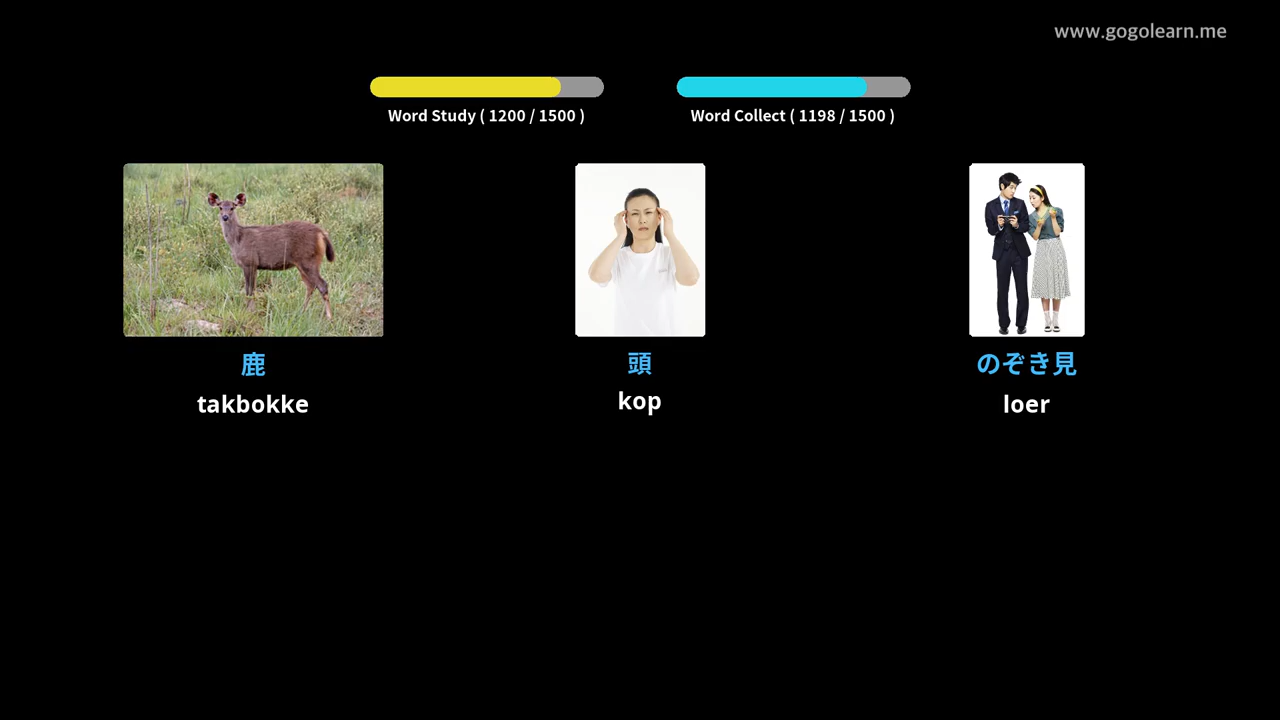 www.gogolearn.me
Word Study ( 1200 / 1500 )
Word Collect ( 1198 / 1500 )
鹿
頭
のぞき見
takbokke
kop
loer